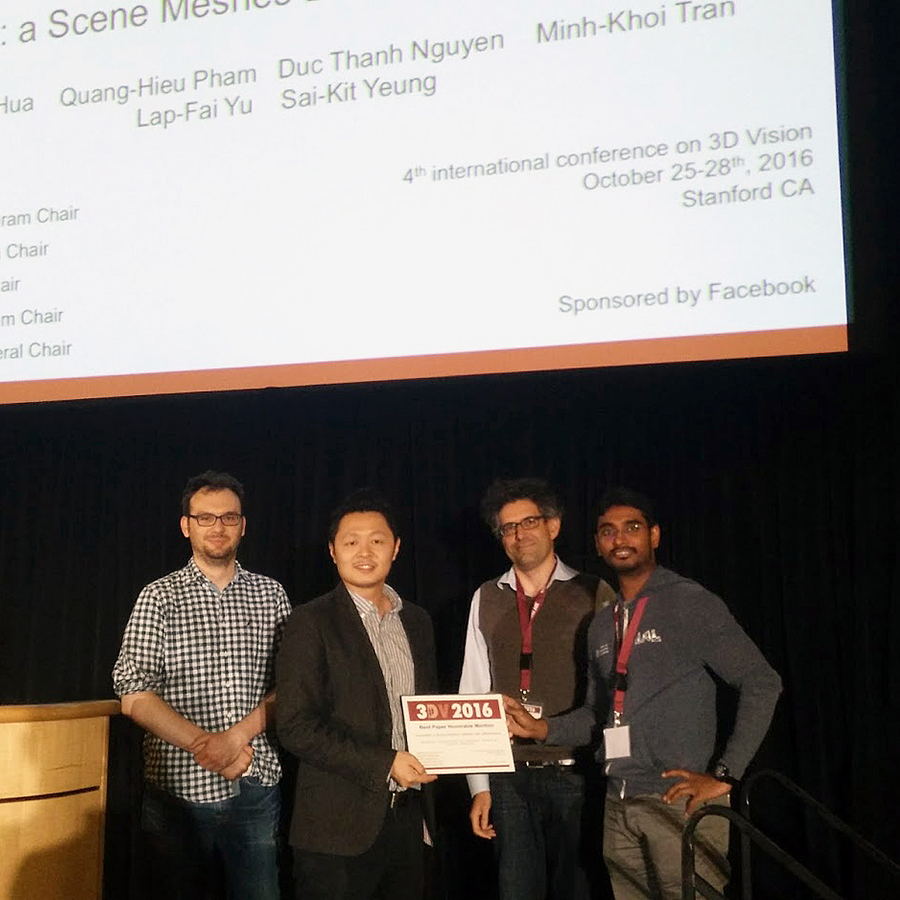 : a Scene Meshes
Hua Quang-Hieu Pham Duc Thanh Nguyen Minh-Khoi Tran
Lap-Fai Yu Sai-Kit Yeung
4th international conference on 3D Vision
October 25-28th, 2016
Stanford CA
ram Chair
Chair
air
m Chair
eral Chair
Sponsored by Facebook
3DV2016
Best Paper Honorable Mention